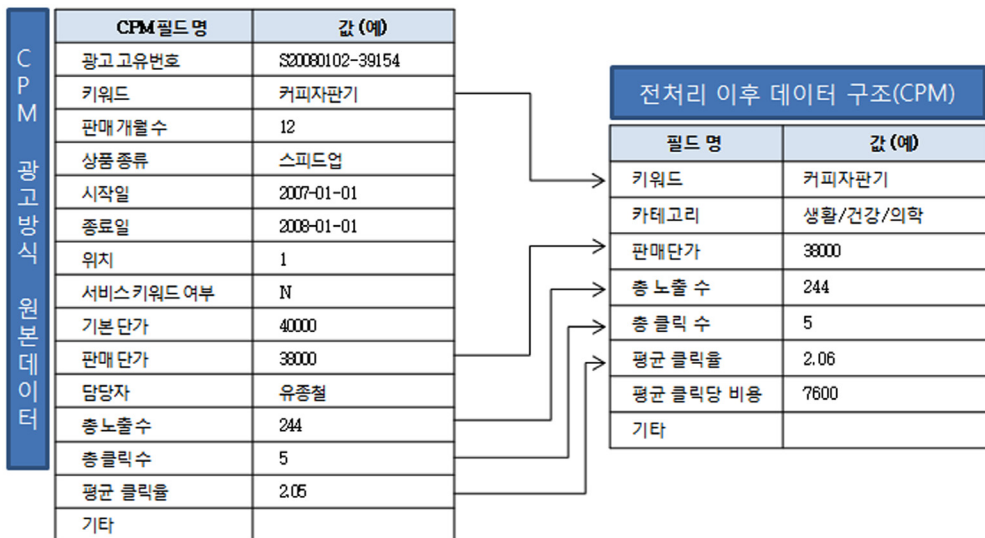 CPM 광고방식 원본데이터
CPM필드명 값 (예)
광고고유번호 S20080102-39154
키워드 커피자판기
판매개월수 12
상품종류 스피드업
시작일 2007-01-01
종료일 2008-01-01
위치 1
서비스키워드여부 N
기본단가 40000
판매단가 38000
담당자 유종철
총노출수 244
총클릭수 5
평균 클릭율 2.05
기타
전처리 이후 데이터 구조(CPM)
필드 명 값 (예)
키워드 커피자판기
카테고리 생활/건강/의학
판매단가 38000
총 노출 수 244
총 클릭 수 5
평균 클릭율 2.06
평균 클릭당 비용 7600
기타